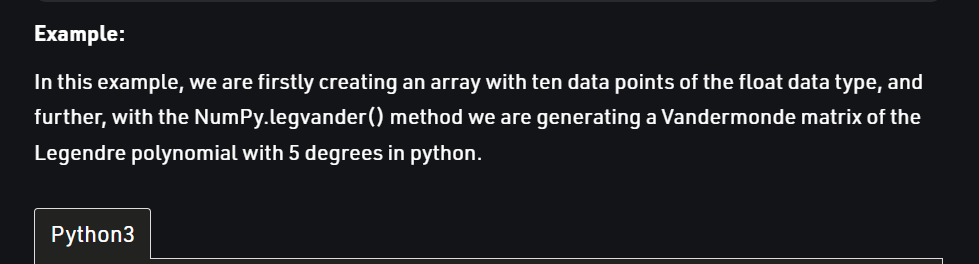 Example:
In this example, we are firstly creating an array with ten data points of the float data type, and
further, with the NumPy.legvander() method we are generating a Vandermonde matrix of the
Legendre polynomial with 5 degrees in python.
Python3